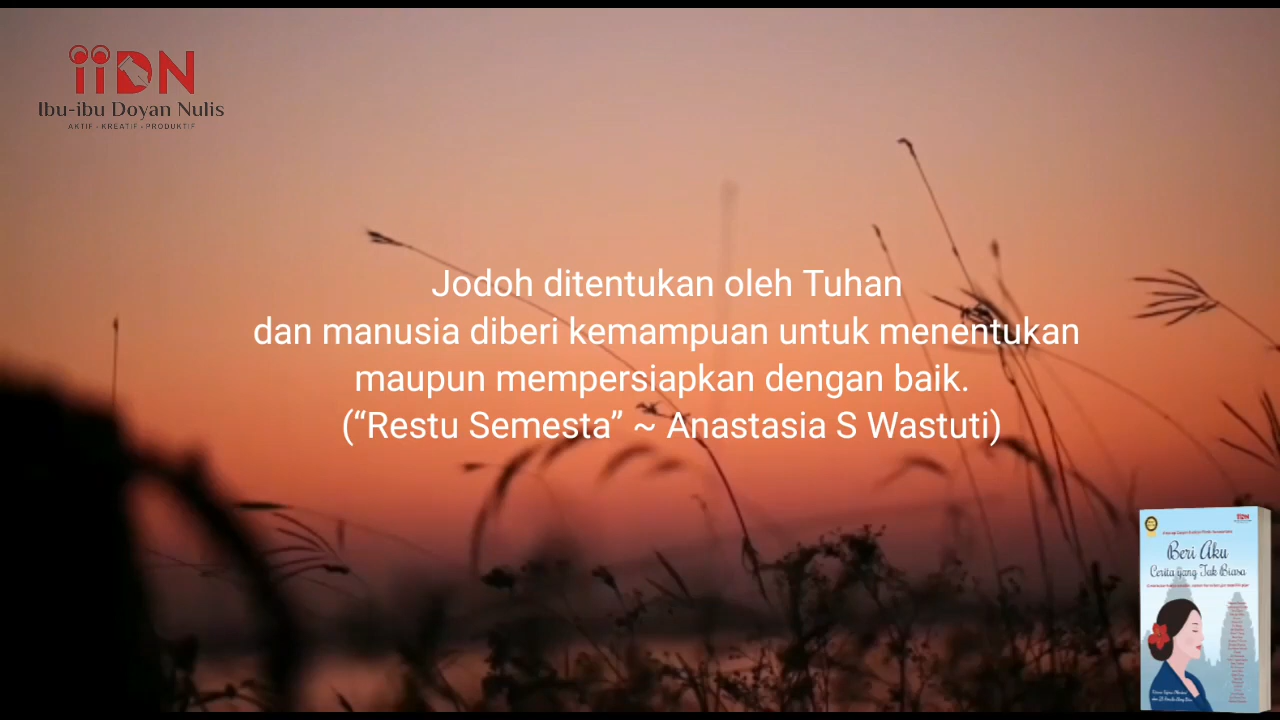 iiDN
Ibu-ibu Doyan Nulis
AKTIF - KREATIF - PRODUKTIF
Jodoh ditentukan oleh Tuhan
dan manusia diberi kemampuan untuk menentukan
maupun mempersiapkan dengan baik.
(“Restu Semesta” ~ Anastasia S Wastuti)
Beri Aku
Cerita yang Tak Biasa